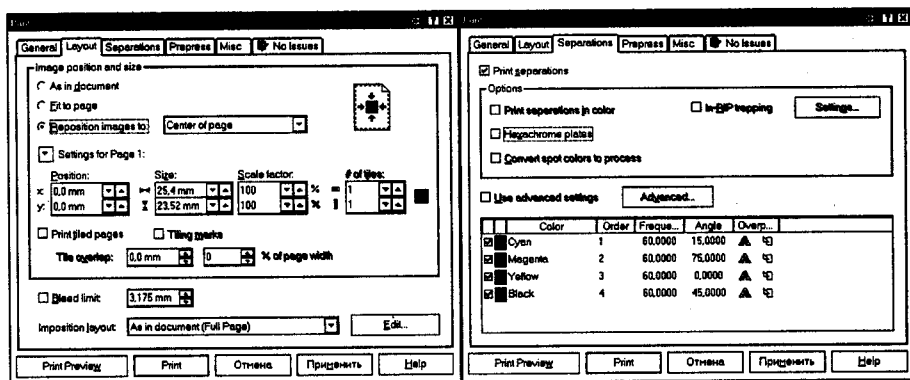 Print
General Layout Separations Prepress Misc No Issues
Image position and size
As in document
Fit to page
Reposition images to: Center of page
Settings for Page 1:
Position: Size: Scale factor: # of tiles:
x: 0,0 mm 25,4 mm 100 % 1
y: 0,0 mm 23,52 mm 100 % 1
Print tiled pages Tiling marks
Tile overlap: 0,0 mm 0 % of page width
Bleed limit: 3,175 mm
Imposition layout: As in document (Full Page) Edit...
Print Preview Print Отмена Применить Help
Print
General Layout Separations Prepress Misc No Issues
Print separations
Options
Print separations in color In-RIP trapping Settings...
Hexachrome plates
Convert spot colors to process
Use advanced settings Advanced...
Color Order Freque... Angle Overp...
Cyan 1 60,0000 15,0000
Magenta 2 60,0000 75,0000
Yellow 3 60,0000 0,0000
Black 4 60,0000 45,0000
Print Preview Print Отмена Применить Help